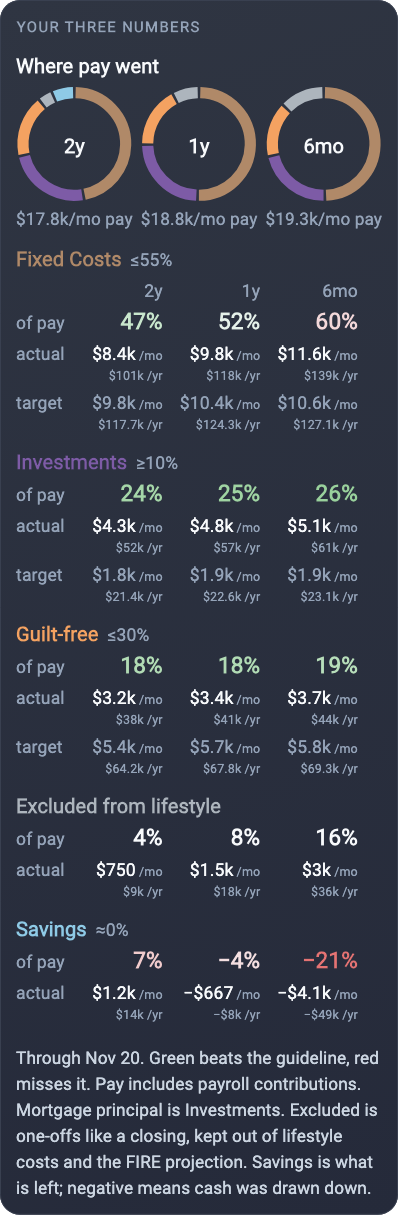 YOUR THREE NUMBERS
Where pay went
2y 1y 6mo
$17.8k/mo pay $18.8k/mo pay $19.3k/mo pay
Fixed Costs ≤55%
2y 1y 6mo
of pay 47% 52% 60%
actual $8.4k /mo $9.8k /mo $11.6k /mo
$101k /yr $118k /yr $139k /yr
target $9.8k /mo $10.4k /mo $10.6k /mo
$117.7k /yr $124.3k /yr $127.1k /yr
Investments ≥10%
of pay 24% 25% 26%
actual $4.3k /mo $4.8k /mo $5.1k /mo
$52k /yr $57k /yr $61k /yr
target $1.8k /mo $1.9k /mo $1.9k /mo
$21.4k /yr $22.6k /yr $23.1k /yr
Guilt-free ≤30%
of pay 18% 18% 19%
actual $3.2k /mo $3.4k /mo $3.7k /mo
$38k /yr $41k /yr $44k /yr
target $5.4k /mo $5.7k /mo $5.8k /mo
$64.2k /yr $67.8k /yr $69.3k /yr
Excluded from lifestyle
of pay 4% 8% 16%
actual $750 /mo $1.5k /mo $3k /mo
$9k /yr $18k /yr $36k /yr
Savings ≈0%
of pay 7% −4% −21%
actual $1.2k /mo −$667 /mo −$4.1k /mo
$14k /yr −$8k /yr −$49k /yr
Through Nov 20. Green beats the guideline, red
misses it. Pay includes payroll contributions.
Mortgage principal is Investments. Excluded is
one-offs like a closing, kept out of lifestyle
costs and the FIRE projection. Savings is what
is left; negative means cash was drawn down.